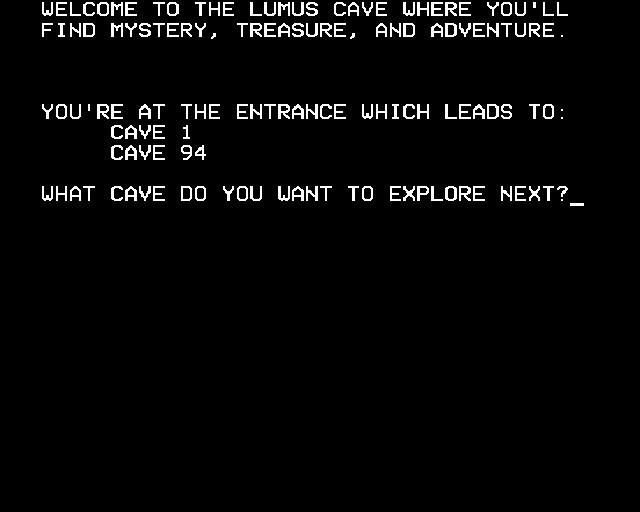 WELCOME TO THE LUMUS CAVE WHERE YOU'LL
FIND MYSTERY, TREASURE, AND ADVENTURE.
YOU'RE AT THE ENTRANCE WHICH LEADS TO:
CAVE 1
CAVE 94
WHAT CAVE DO YOU WANT TO EXPLORE NEXT?_